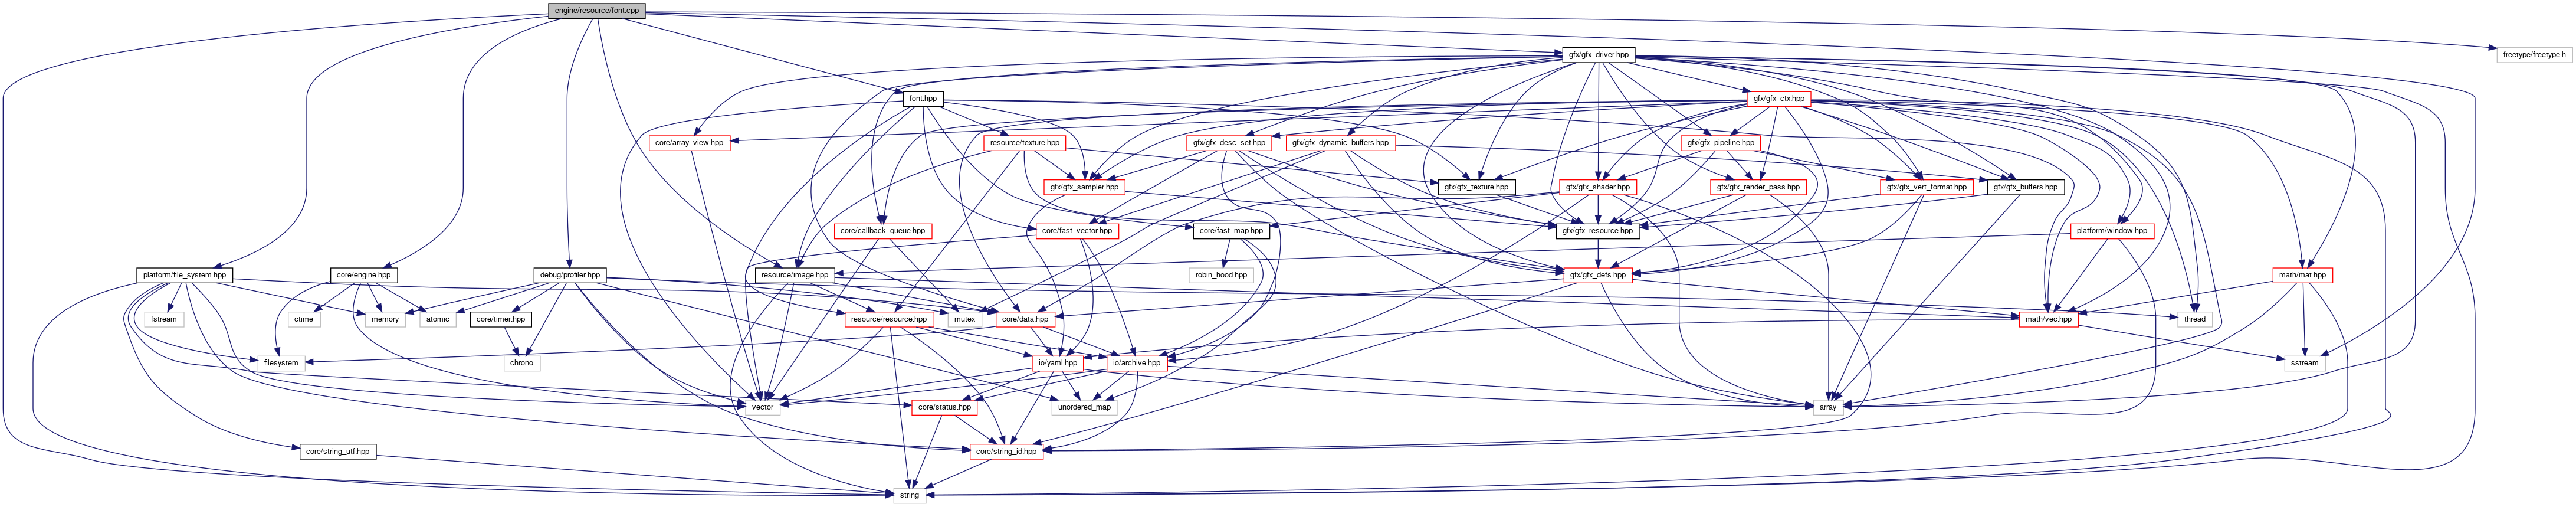 engine/resource/font.cpp
gfx/gfx_driver.hpp
freetype/freetype.h
font.hpp
gfx/gfx_ctx.hpp
core/array_view.hpp
resource/texture.hpp
gfx/gfx_desc_set.hpp
gfx/gfx_dynamic_buffers.hpp
gfx/gfx_pipeline.hpp
gfx/gfx_sampler.hpp
gfx/gfx_texture.hpp
gfx/gfx_shader.hpp
gfx/gfx_render_pass.hpp
gfx/gfx_vert_format.hpp
gfx/gfx_buffers.hpp
core/callback_queue.hpp
core/fast_vector.hpp
core/fast_map.hpp
gfx/gfx_resource.hpp
platform/window.hpp
platform/file_system.hpp
core/engine.hpp
debug/profiler.hpp
resource/image.hpp
robin_hood.hpp
gfx/gfx_defs.hpp
math/mat.hpp
fstream
ctime
memory
atomic
core/timer.hpp
resource/resource.hpp
mutex
core/data.hpp
math/vec.hpp
thread
filesystem
chrono
io/yaml.hpp
io/archive.hpp
sstream
vector
core/status.hpp
unordered_map
array
core/string_utf.hpp
core/string_id.hpp
string